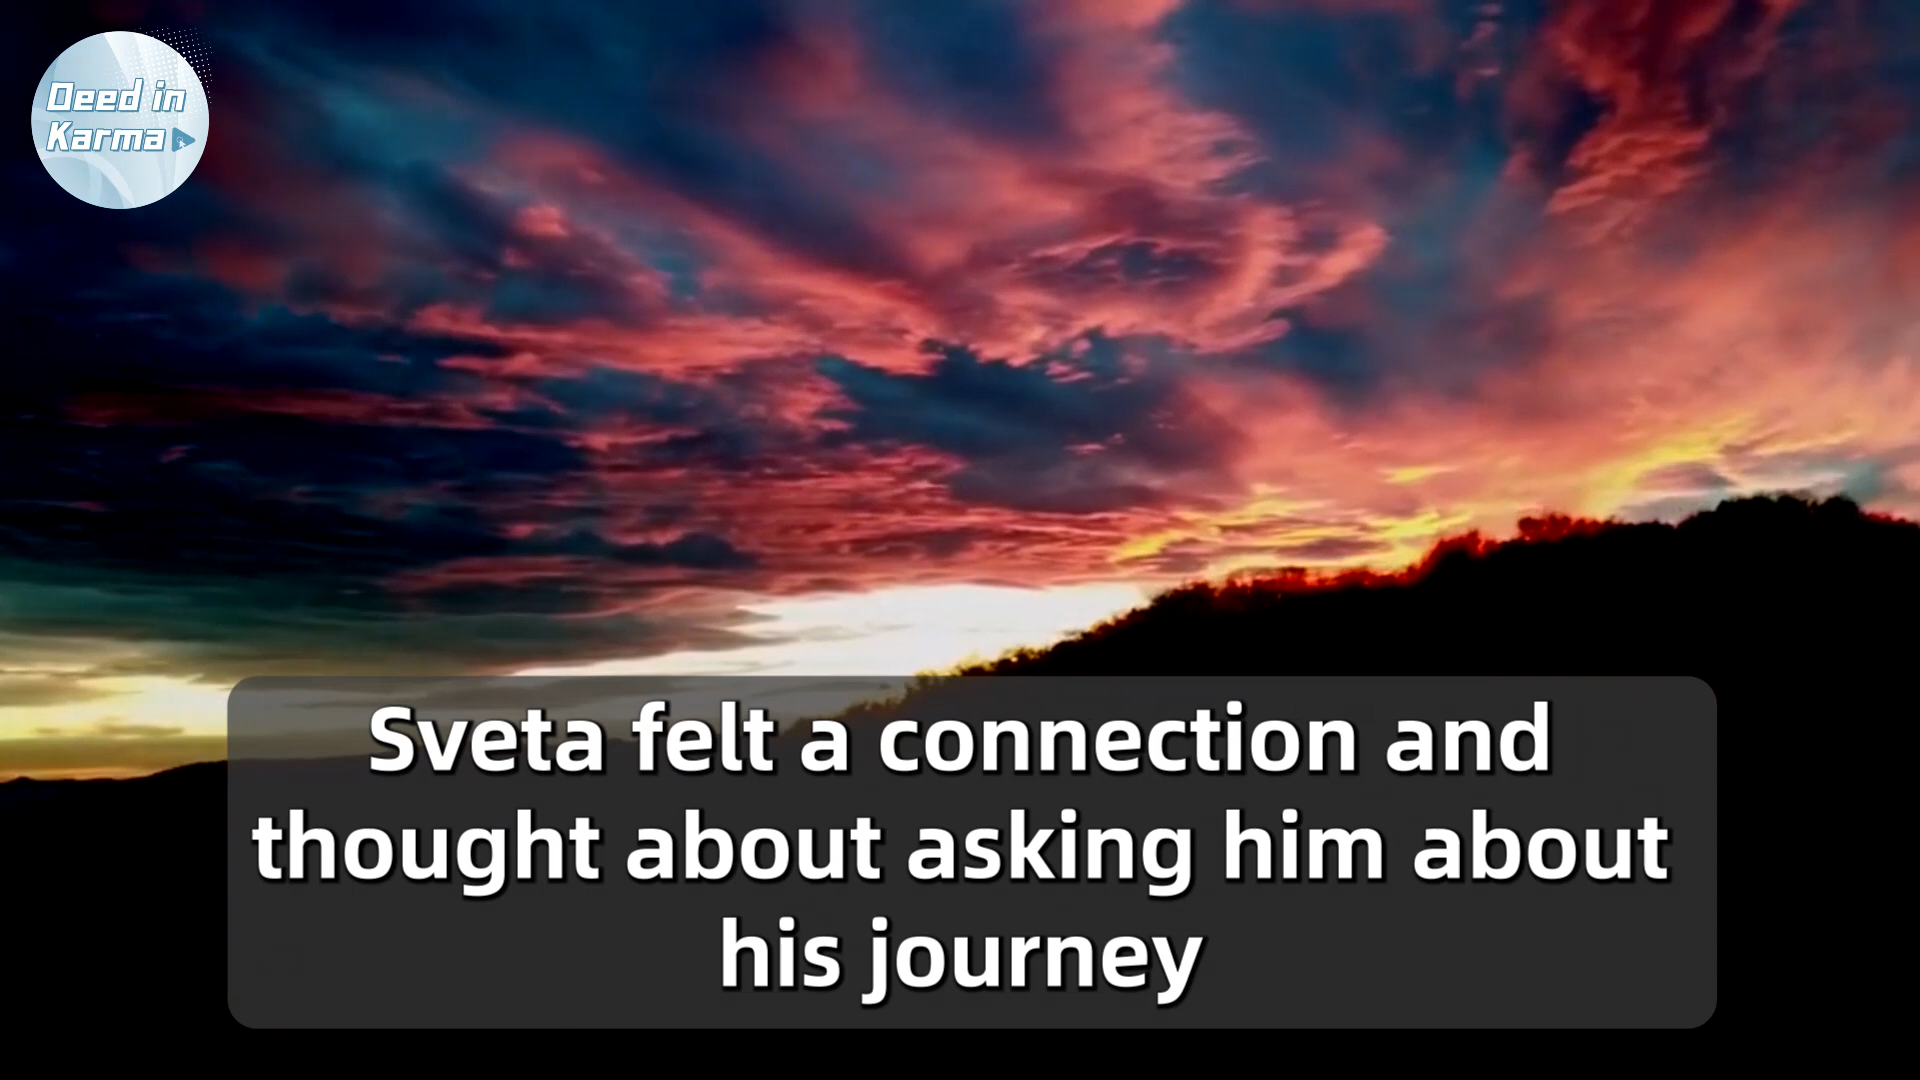 Deed in
Karma
Sveta felt a connection and
thought about asking him about
his journey